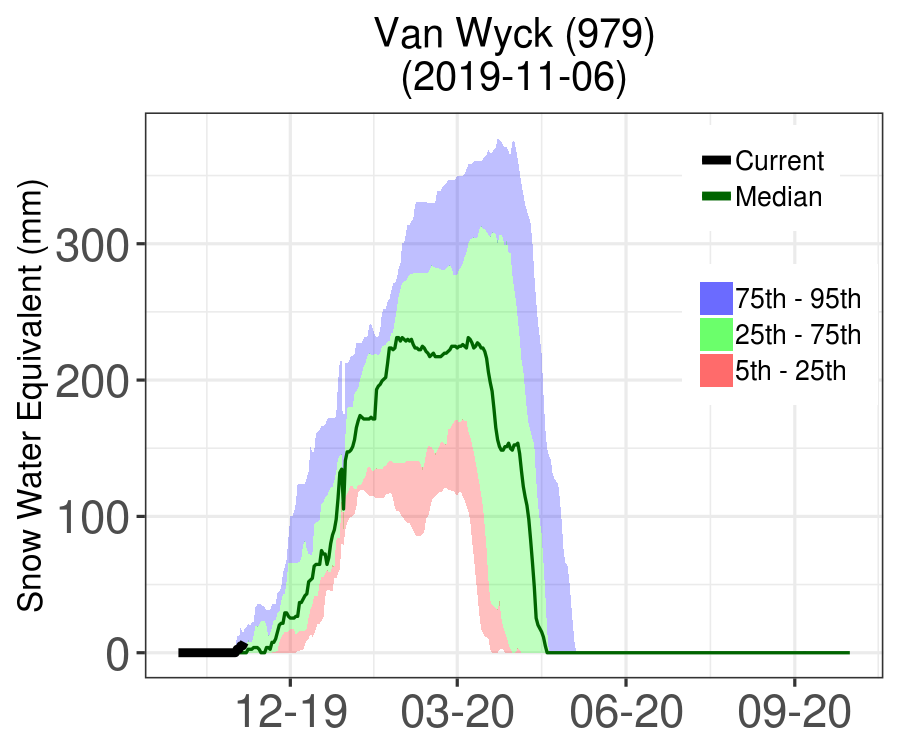 Van Wyck (979)
(2019-11-06)
Snow Water Equivalent (mm)
300
200
100
0
12-19
03-20
06-20
09-20
Current
Median
75th - 95th
25th - 75th
5th - 25th